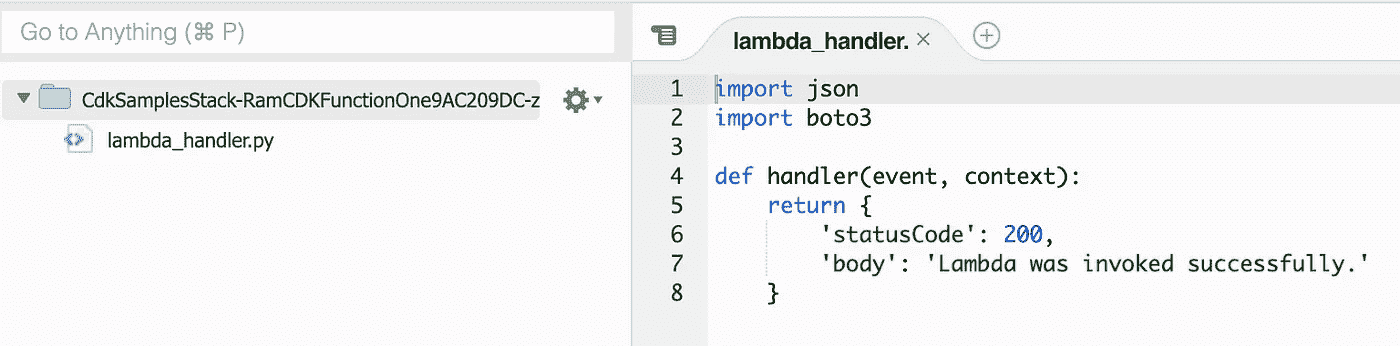 Go to Anything (⌘ P)
CdkSamplesStack-RamCDKFunctionOne9AC209DC-z
lambda_handler.py
lambda_handler.
1 import json
2 import boto3
3
4 def handler(event, context):
5     return {
6         'statusCode': 200,
7         'body': 'Lambda was invoked successfully.'
8     }